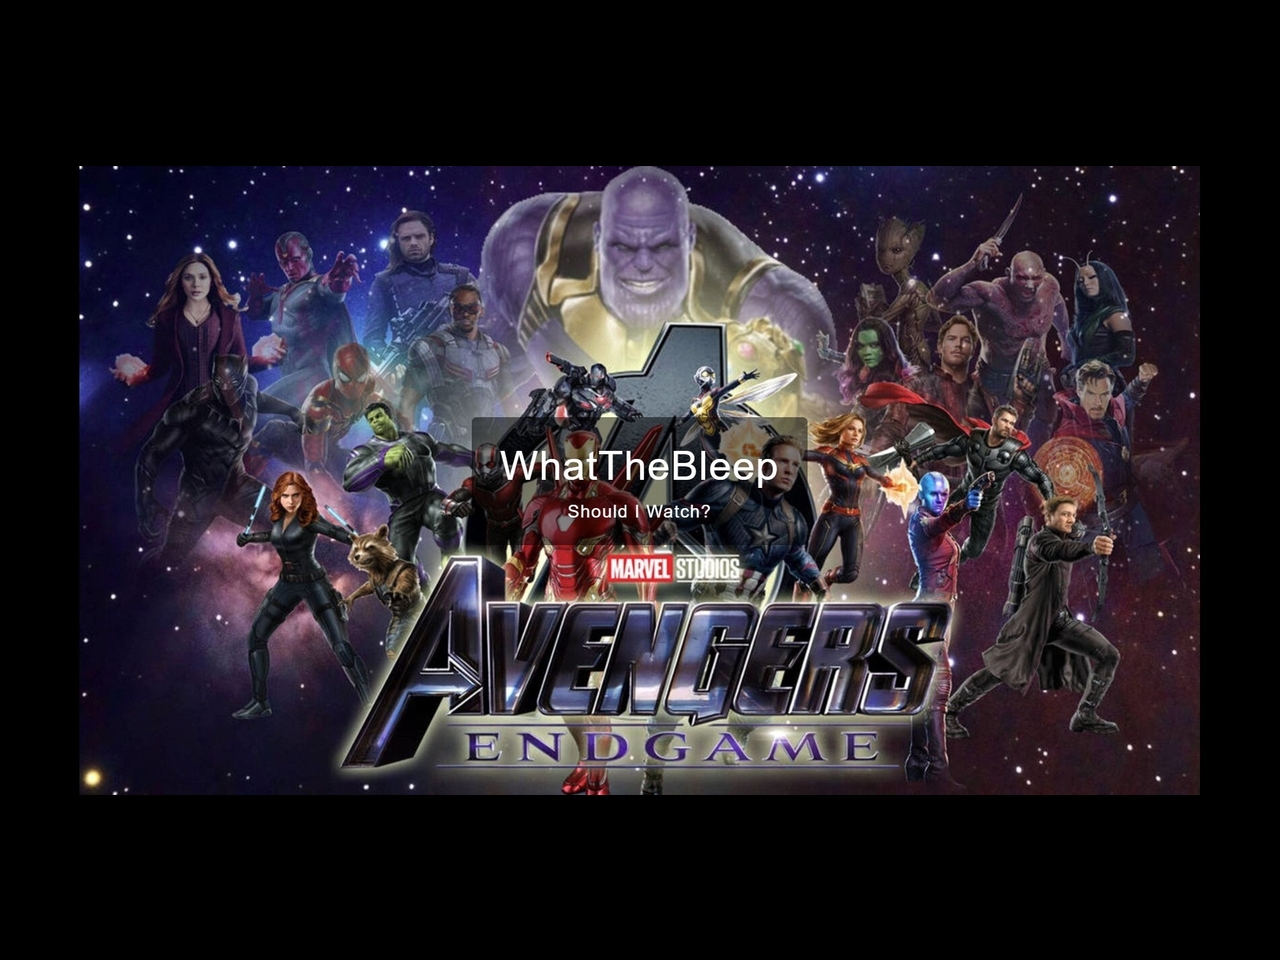 WhatTheBleep
Should I Watch?
MARVEL STUDIOS
AVENGERS
ENDGAME